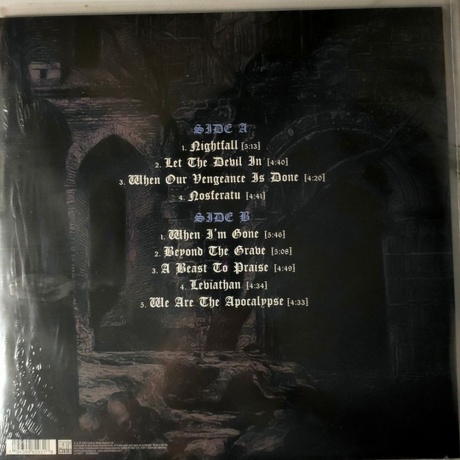 SIDE A
1. Nightfall [5:13]
2. Let The Devil In [4:40]
3. When Our Vengeance Is Done [4:20]
4. Nosferatu [4:41]
SIDE B
1. When I'm Gone [5:46]
2. Beyond The Grave [5:08]
3. A Beast To Praise [4:49]
4. Leviathan [4:34]
5. We Are The Apocalypse [4:33]